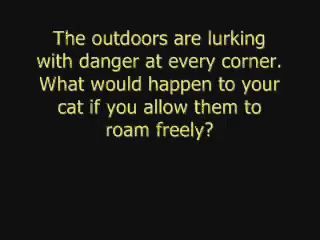 The outdoors are lurking
with danger at every corner.
What would happen to your
cat if you allow them to
roam freely?